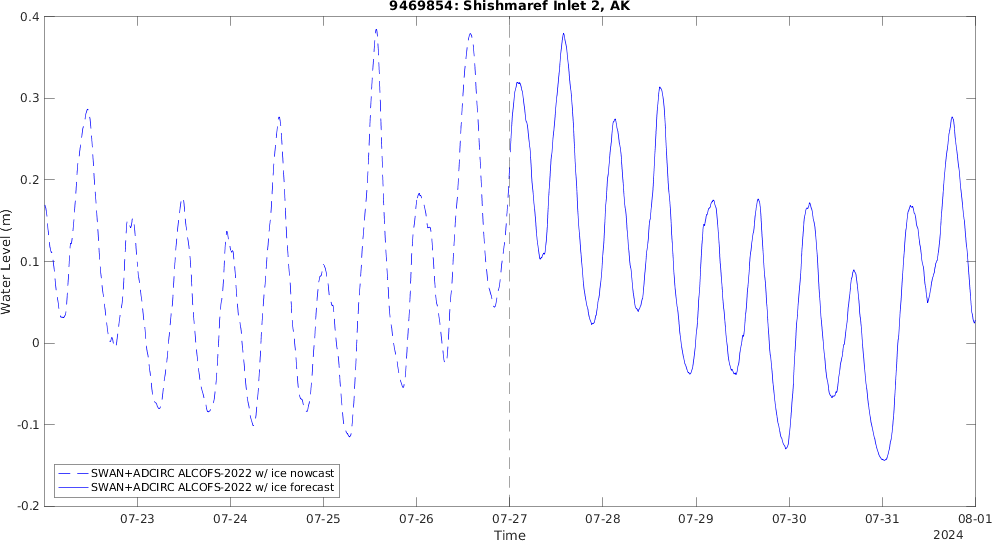 9469854: Shishmaref Inlet 2, AK
0.4
0.3
0.2
0.1
0
-0.1
-0.2
Water Level (m)
SWAN+ADCIRC ALCOFS-2022 w/ ice nowcast
SWAN+ADCIRC ALCOFS-2022 w/ ice forecast
07-23 07-24 07-25 07-26 07-27 07-28 07-29 07-30 07-31 08-01
Time
2024